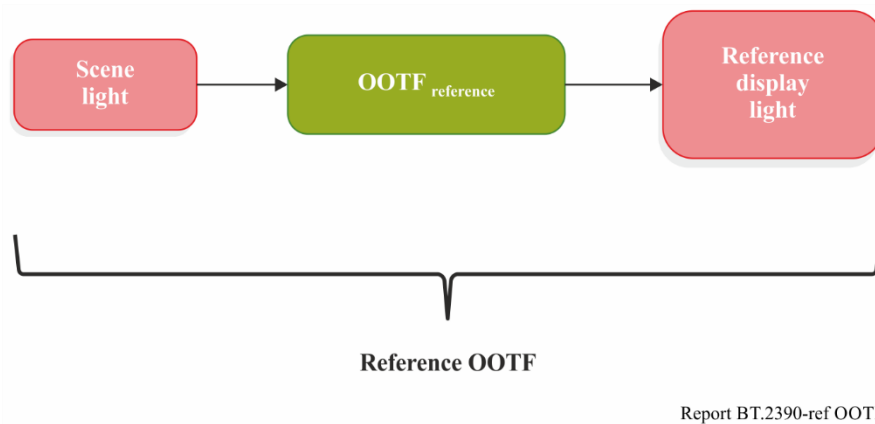 Scene
light
OOTF reference
Reference
display
light
Reference OOTF
Report BT.2390-ref OOT